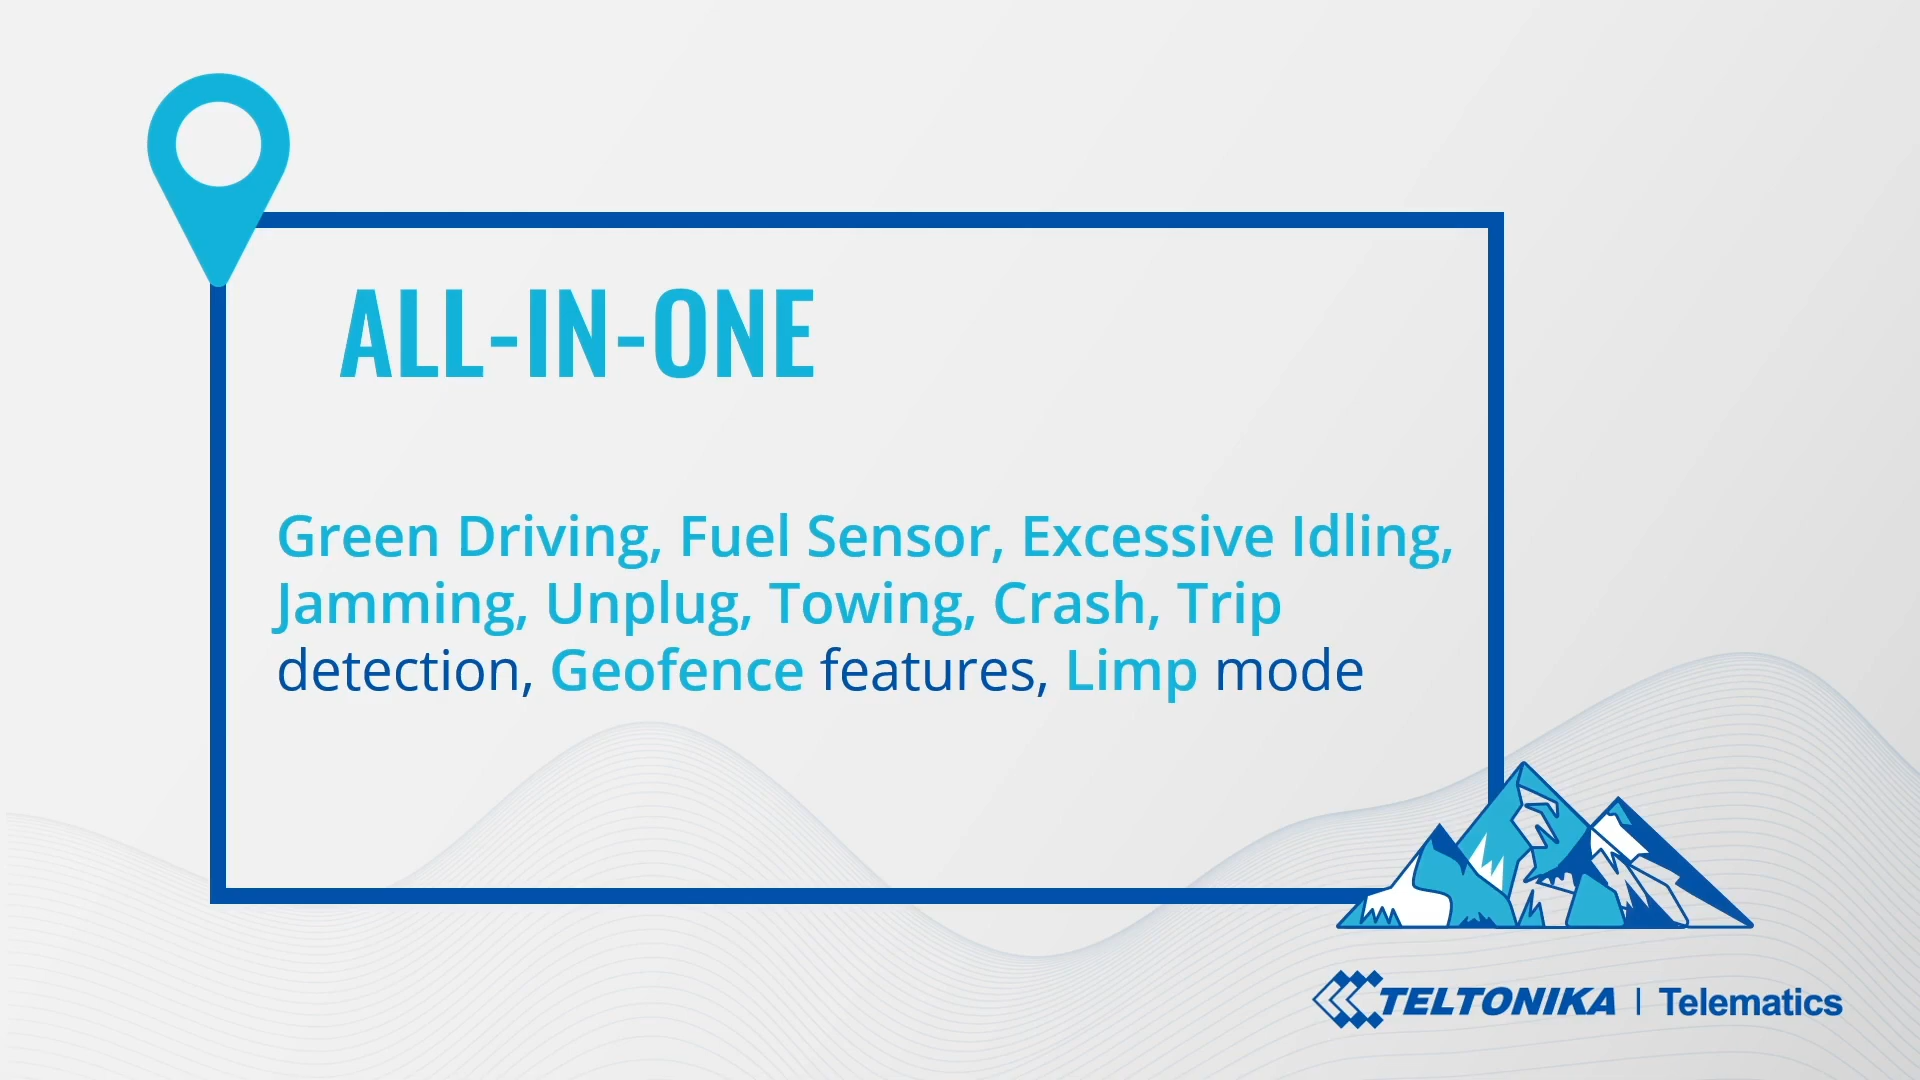 ALL-IN-ONE
Green Driving, Fuel Sensor, Excessive Idling,
Jamming, Unplug, Towing, Crash, Trip
detection, Geofence features, Limp mode
TELTONIKA | Telematics